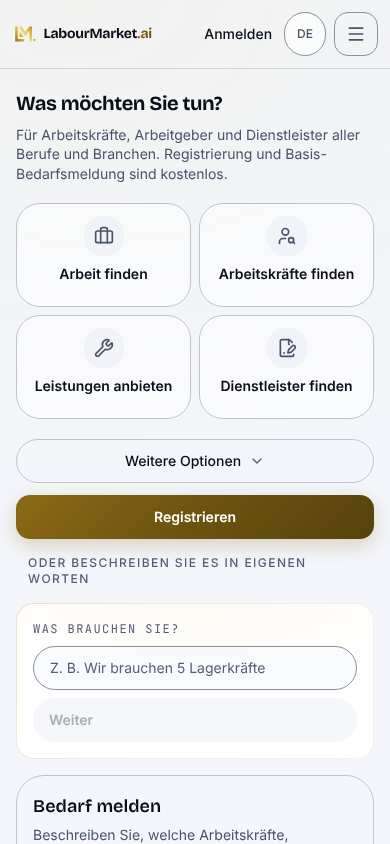 LabourMarket.ai
Anmelden
DE
Was möchten Sie tun?
Für Arbeitskräfte, Arbeitgeber und Dienstleister aller
Berufe und Branchen. Registrierung und Basis-
Bedarfsmeldung sind kostenlos.
Arbeit finden
Arbeitskräfte finden
Leistungen anbieten
Dienstleister finden
Weitere Optionen
Registrieren
ODER BESCHREIBEN SIE ES IN EIGENEN
WORTEN
WAS BRAUCHEN SIE?
Z. B. Wir brauchen 5 Lagerkräfte
Weiter
Bedarf melden
Beschreiben Sie, welche Arbeitskräfte,